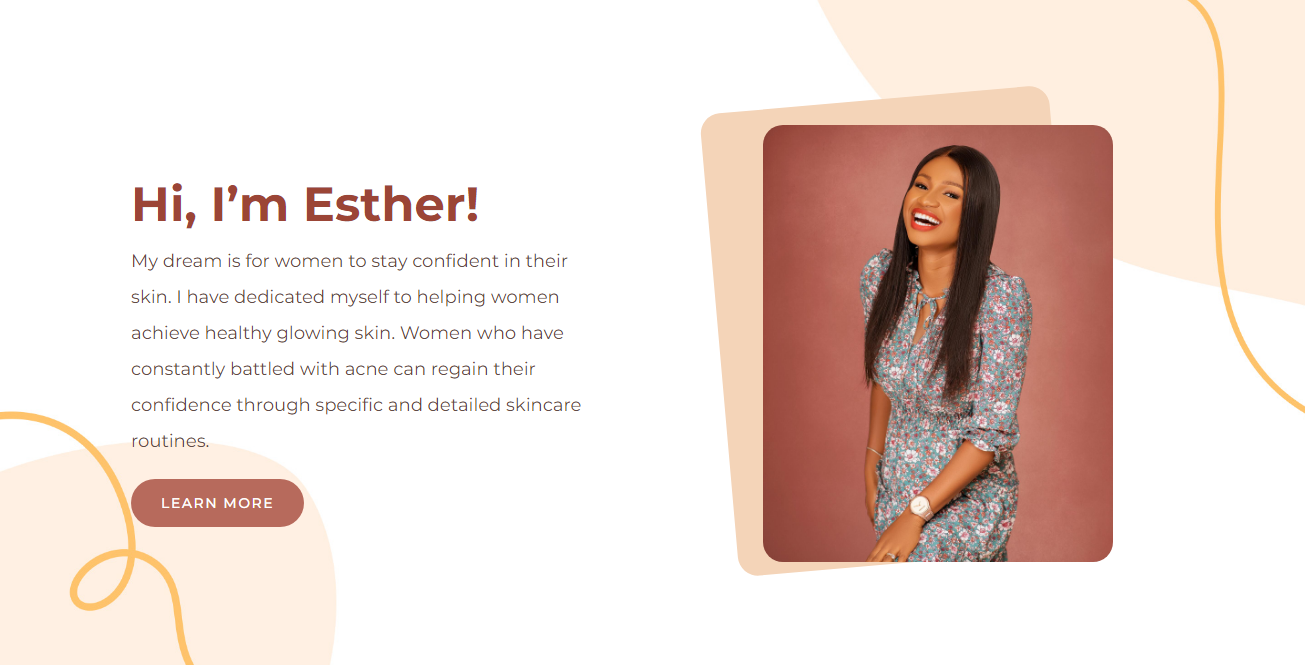 Hi, I’m Esther!
My dream is for women to stay confident in their
skin. I have dedicated myself to helping women
achieve healthy glowing skin. Women who have
constantly battled with acne can regain their
confidence through specific and detailed skincare
routines.
LEARN MORE